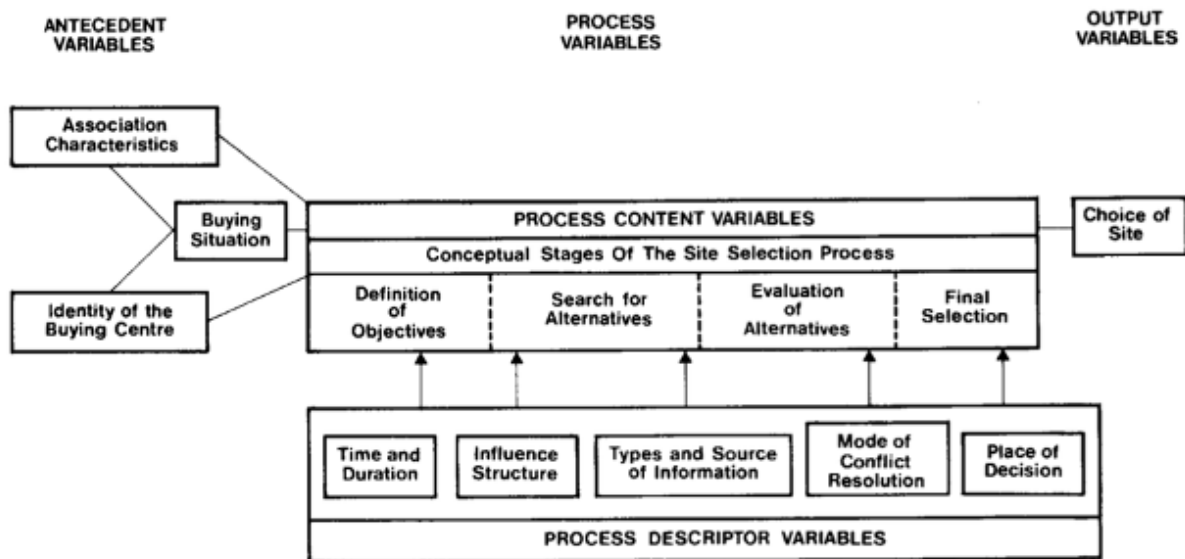 ANTECEDENT
VARIABLES
PROCESS
VARIABLES
OUTPUT
VARIABLES
Association
Characteristics
Buying
Situation
Identity of the
Buying Centre
PROCESS CONTENT VARIABLES
Conceptual Stages Of The Site Selection Process
Definition
of
Objectives
Search for
Alternatives
Evaluation
of
Alternatives
Final
Selection
Choice of
Site
Time and
Duration
Influence
Structure
Types and Source
of Information
Mode of
Conflict
Resolution
Place of
Decision
PROCESS DESCRIPTOR VARIABLES